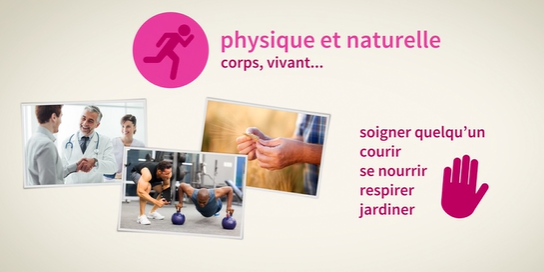 physique et naturelle
corps, vivant...
soigner quelqu’un
courir
se nourrir
respirer
jardiner